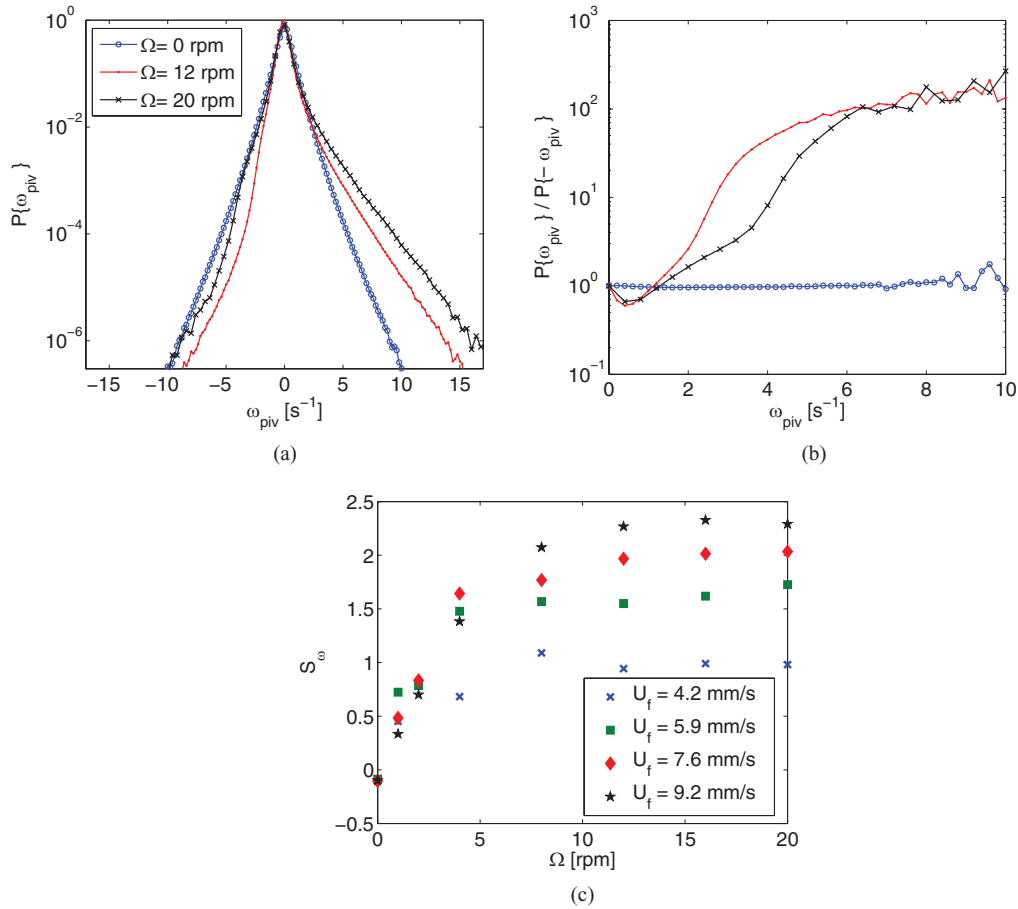 P{ω_piv}
10^0
10^−2
10^−4
10^−6
Ω= 0 rpm
Ω= 12 rpm
Ω= 20 rpm
−15 −10 −5 0 5 10 15
ω_piv [s^−1]
(a)
P{ω_piv} / P{−ω_piv}
10^3
10^2
10^1
10^0
10^−1
0 2 4 6 8 10
ω_piv [s^−1]
(b)
S_ω
2.5
2
1.5
1
0.5
0
−0.5
U_f = 4.2 mm/s
U_f = 5.9 mm/s
U_f = 7.6 mm/s
U_f = 9.2 mm/s
0 5 10 15 20
Ω [rpm]
(c)